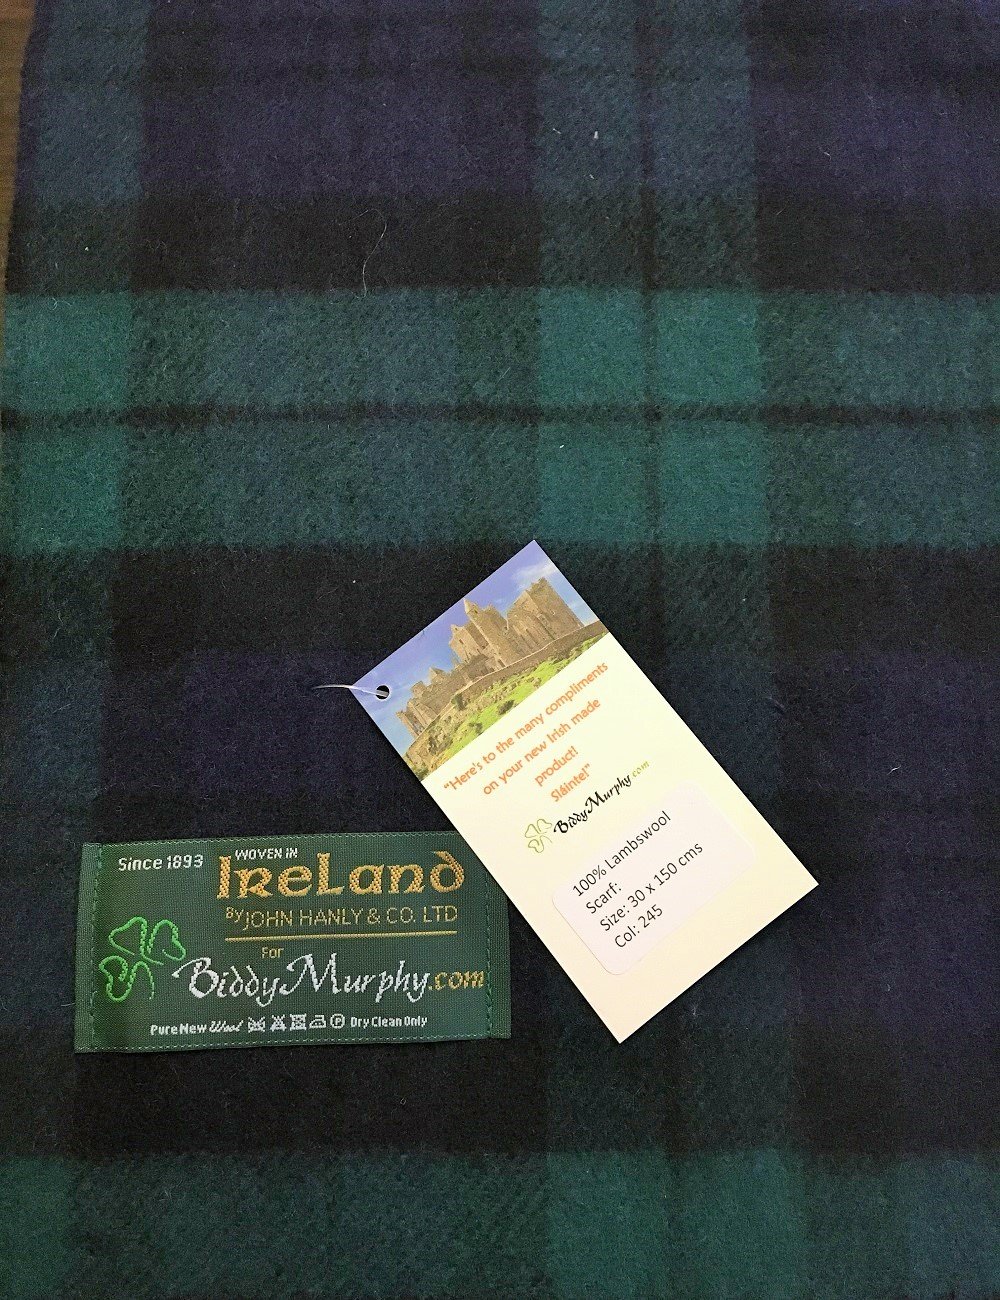 "Here's to the many compliments
on your new Irish made
product!
Sláinte!"
BiddyMurphy.com
100% Lambswool
Scarf:
Size: 30 x 150 cms
Col: 245
Since 1893
WOVEN IN
IReLand
By JOHN HANLY & CO. LTD
For
BiddyMurphy.com
Pure New Wool Dry Clean Only